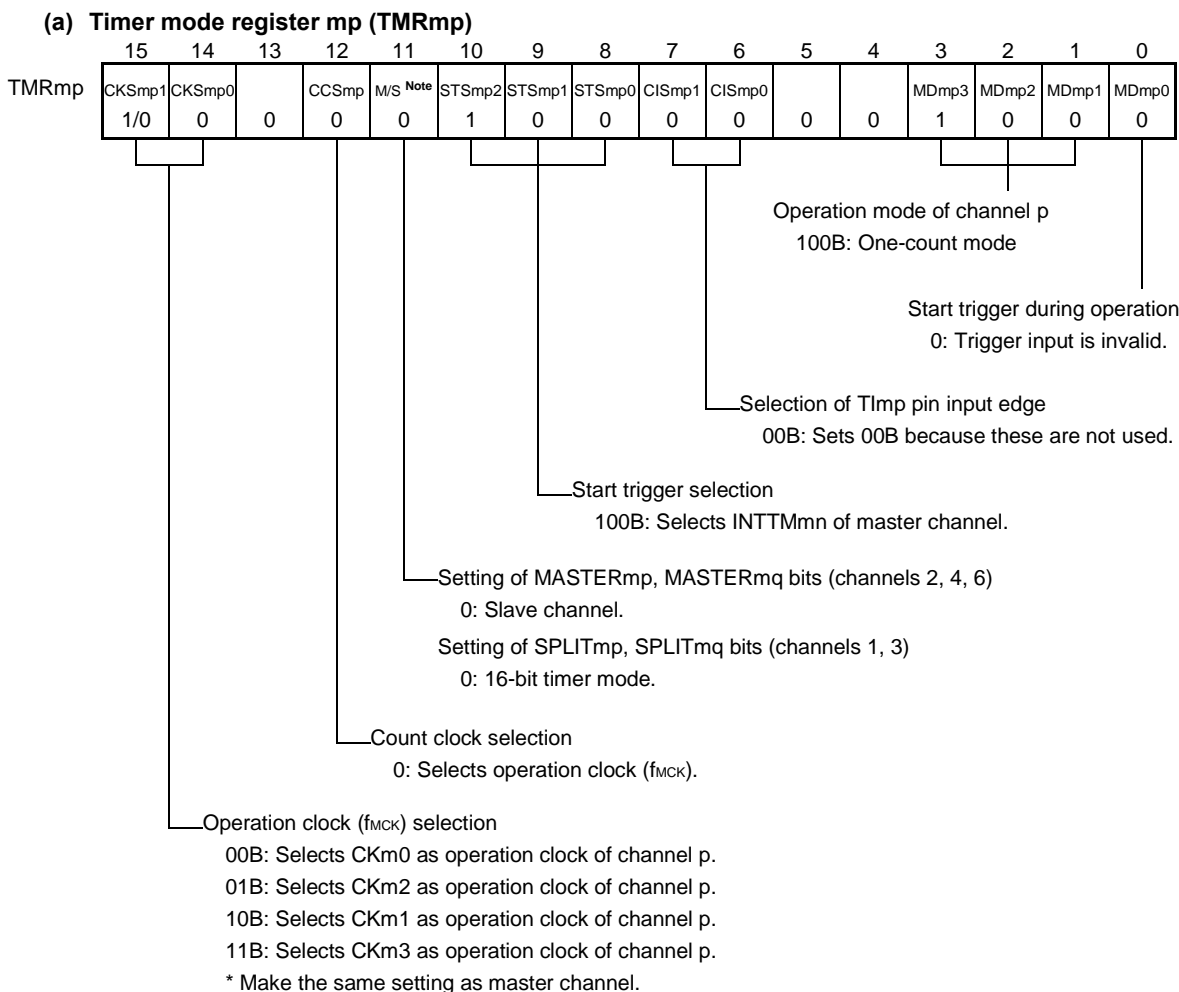 (a) Timer mode register mp (TMRmp)
15 14 13 12 11 10 9 8 7 6 5 4 3 2 1 0
TMRmp CKSmp1 CKSmp0 CCSmp M/S Note STSmp2 STSmp1 STSmp0 CISmp1 CISmp0 MDmp3 MDmp2 MDmp1 MDmp0
1/0 0 0 0 0 1 0 0 0 0 0 0 1 0 0 0
Operation mode of channel p
100B: One-count mode
Start trigger during operation
0: Trigger input is invalid.
Selection of TImp pin input edge
00B: Sets 00B because these are not used.
Start trigger selection
100B: Selects INTTMmn of master channel.
Setting of MASTERmp, MASTERmq bits (channels 2, 4, 6)
0: Slave channel.
Setting of SPLITmp, SPLITmq bits (channels 1, 3)
0: 16-bit timer mode.
Count clock selection
0: Selects operation clock (fMCK).
Operation clock (fMCK) selection
00B: Selects CKm0 as operation clock of channel p.
01B: Selects CKm2 as operation clock of channel p.
10B: Selects CKm1 as operation clock of channel p.
11B: Selects CKm3 as operation clock of channel p.
* Make the same setting as master channel.